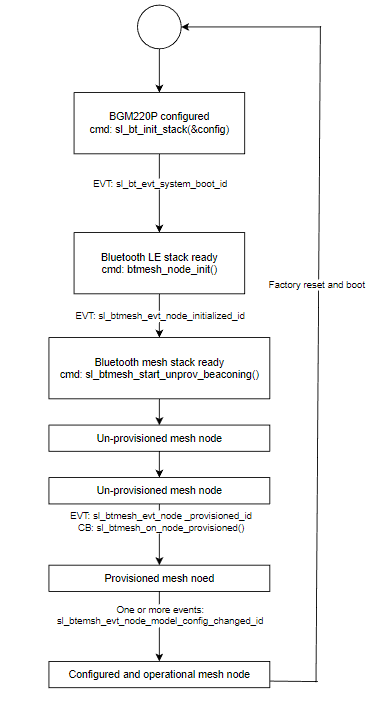 BGM220P configured
cmd: sl_bt_init_stack(&config)
EVT: sl_bt_evt_system_boot_id
Bluetooth LE stack ready
cmd: btmesh_node_init()
Factory reset and boot
EVT: sl_btmesh_evt_node_initialized_id
Bluetooth mesh stack ready
cmd: sl_btmesh_start_unprov_beaconing()
Un-provisioned mesh node
Un-provisioned mesh node
EVT: sl_btmesh_evt_node _provisioned_id
CB: sl_btmesh_on_node_provisioned()
Provisioned mesh noed
One or more events:
sl_btemsh_evt_node_model_config_changed_id
Configured and operational mesh node